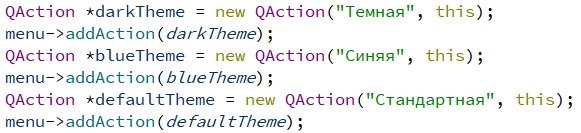 QAction *darkTheme = new QAction("Темная", this);
menu->addAction(darkTheme);
QAction *blueTheme = new QAction("Синяя", this);
menu->addAction(blueTheme);
QAction *defaultTheme = new QAction("Стандартная", this);
menu->addAction(defaultTheme);